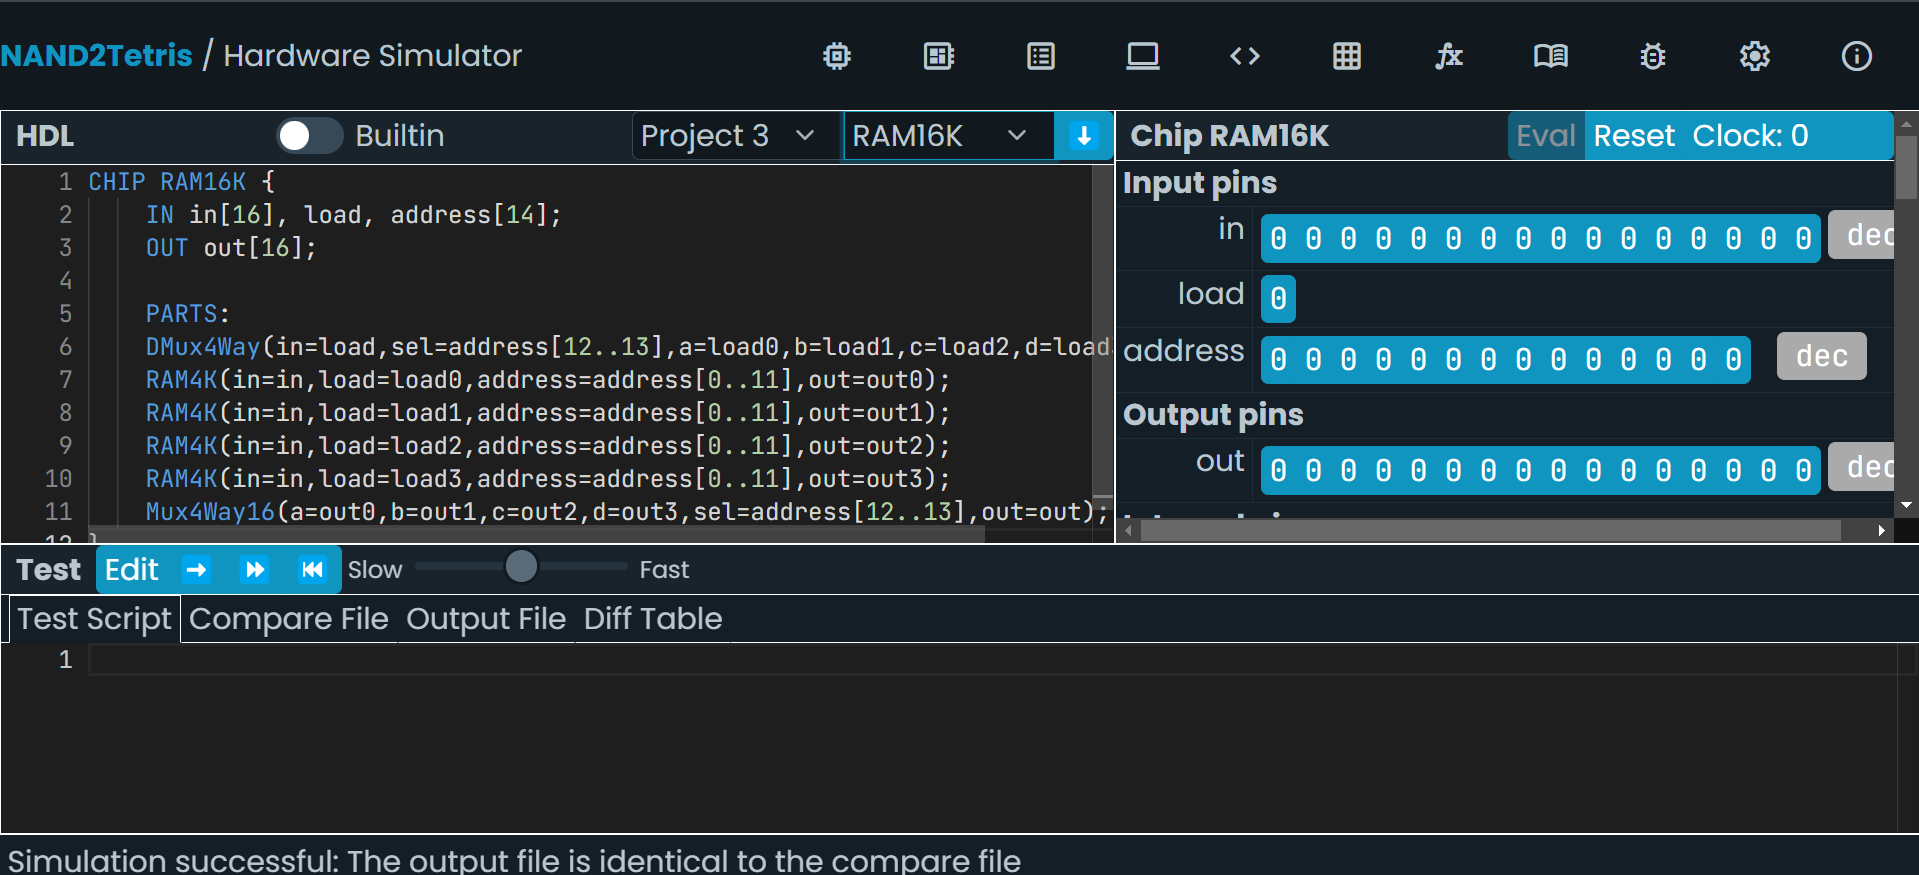 NAND2Tetris / Hardware Simulator
HDL Builtin Project 3 RAM16K
1 CHIP RAM16K {
2 IN in[16], load, address[14];
3 OUT out[16];
4
5 PARTS:
6 DMux4Way(in=load,sel=address[12..13],a=load0,b=load1,c=load2,d=load
7 RAM4K(in=in,load=load0,address=address[0..11],out=out0);
8 RAM4K(in=in,load=load1,address=address[0..11],out=out1);
9 RAM4K(in=in,load=load2,address=address[0..11],out=out2);
10 RAM4K(in=in,load=load3,address=address[0..11],out=out3);
11 Mux4Way16(a=out0,b=out1,c=out2,d=out3,sel=address[12..13],out=out);
12 }
Chip RAM16K Eval Reset Clock: 0
Input pins
in 0 0 0 0 0 0 0 0 0 0 0 0 0 0 0 0 dec
load 0
address 0 0 0 0 0 0 0 0 0 0 0 0 0 0 dec
Output pins
out 0 0 0 0 0 0 0 0 0 0 0 0 0 0 0 0 dec
Test Edit Slow Fast
Test Script Compare File Output File Diff Table
1
Simulation successful: The output file is identical to the compare file